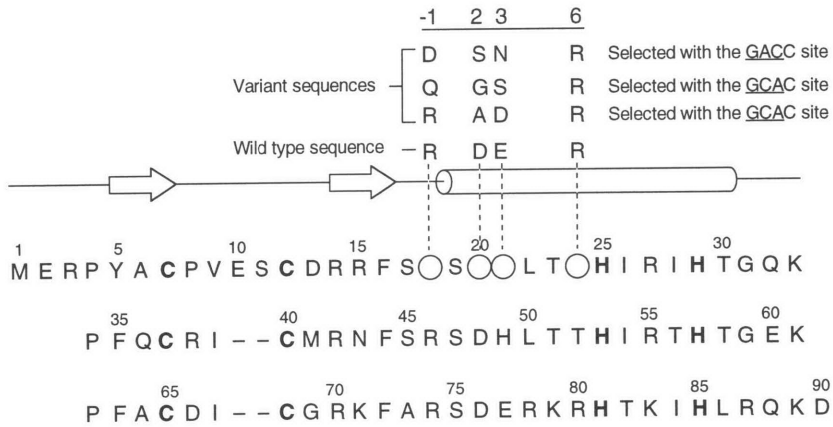 -1 2 3 6
D S N R Selected with the GACC site
Variant sequences
Q G S R Selected with the GCAC site
R A D R Selected with the GCAC site
Wild type sequence – R D E R
1 5 10 15 20 25 30
M E R P Y A C P V E S C D R R F S S L T H I R I H T G Q K
35 40 45 50 55 60
P F Q C R I – – C M R N F S R S D H L T T H I R T H T G E K
65 70 75 80 85 90
P F A C D I – – C G R K F A R S D E R K R H T K I H L R Q K D